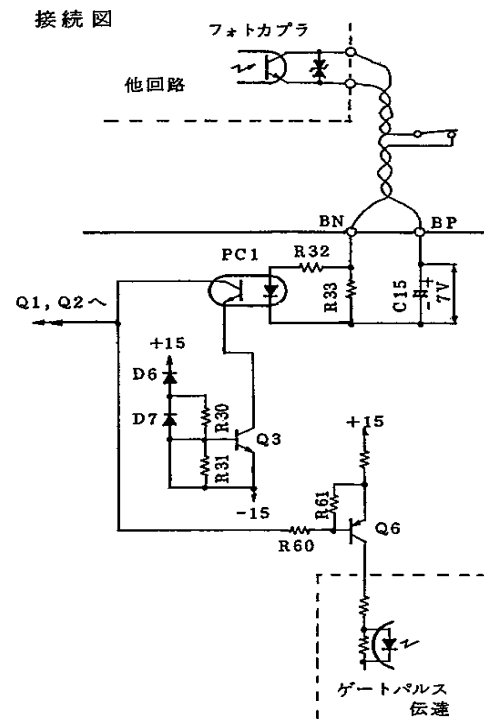 接続図
フォトカプラ
他回路
BN
BP
PC1
R32
R33
C15
+
-
7V
Q1, Q2へ
+15
D6
D7
R30
R31
Q3
-15
+15
R61
R60
Q6
ゲートパルス
伝達